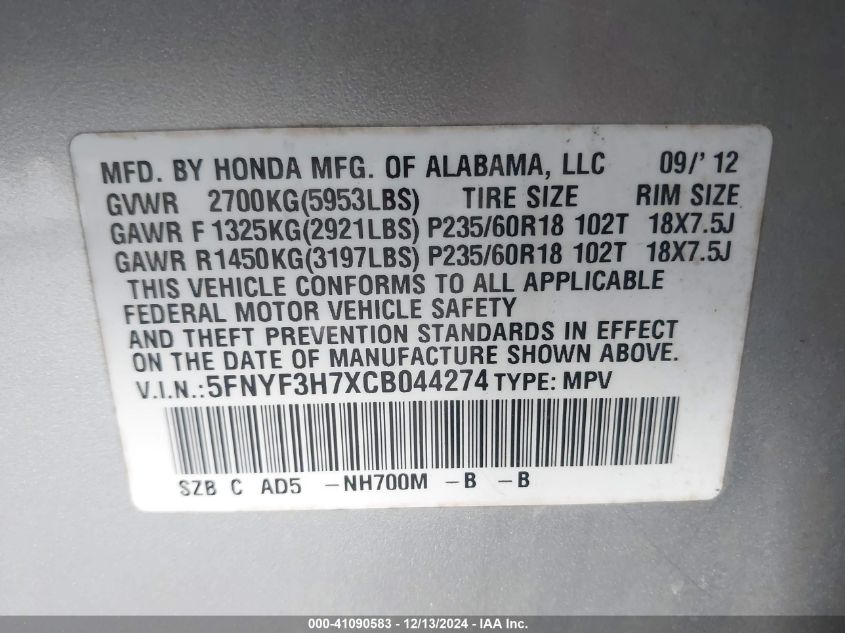 MFD. BY HONDA MFG. OF ALABAMA, LLC 09/' 12
GVWR 2700KG(5953LBS) TIRE SIZE RIM SIZE
GAWR F 1325KG(2921LBS) P235/60R18 102T 18X7.5J
GAWR R1450KG(3197LBS) P235/60R18 102T 18X7.5J
THIS VEHICLE CONFORMS TO ALL APPLICABLE
FEDERAL MOTOR VEHICLE SAFETY
AND THEFT PREVENTION STANDARDS IN EFFECT
ON THE DATE OF MANUFACTURE SHOWN ABOVE.
V.I.N.:5FNYF3H7XCB044274 TYPE: MPV
SZB C AD5 -NH700M -B -B
000-41090583 - 12/13/2024 - IAA Inc.